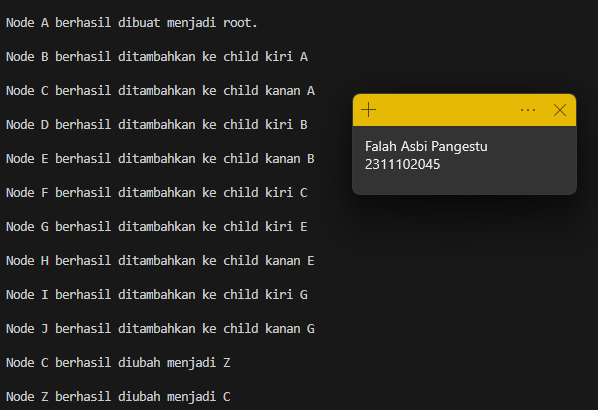 Node A berhasil dibuat menjadi root.
Node B berhasil ditambahkan ke child kiri A
Node C berhasil ditambahkan ke child kanan A
Node D berhasil ditambahkan ke child kiri B
Node E berhasil ditambahkan ke child kanan B
Node F berhasil ditambahkan ke child kiri C
Node G berhasil ditambahkan ke child kiri E
Node H berhasil ditambahkan ke child kanan E
Node I berhasil ditambahkan ke child kiri G
Node J berhasil ditambahkan ke child kanan G
Node C berhasil diubah menjadi Z
Node Z berhasil diubah menjadi C
Falah Asbi Pangestu
2311102045